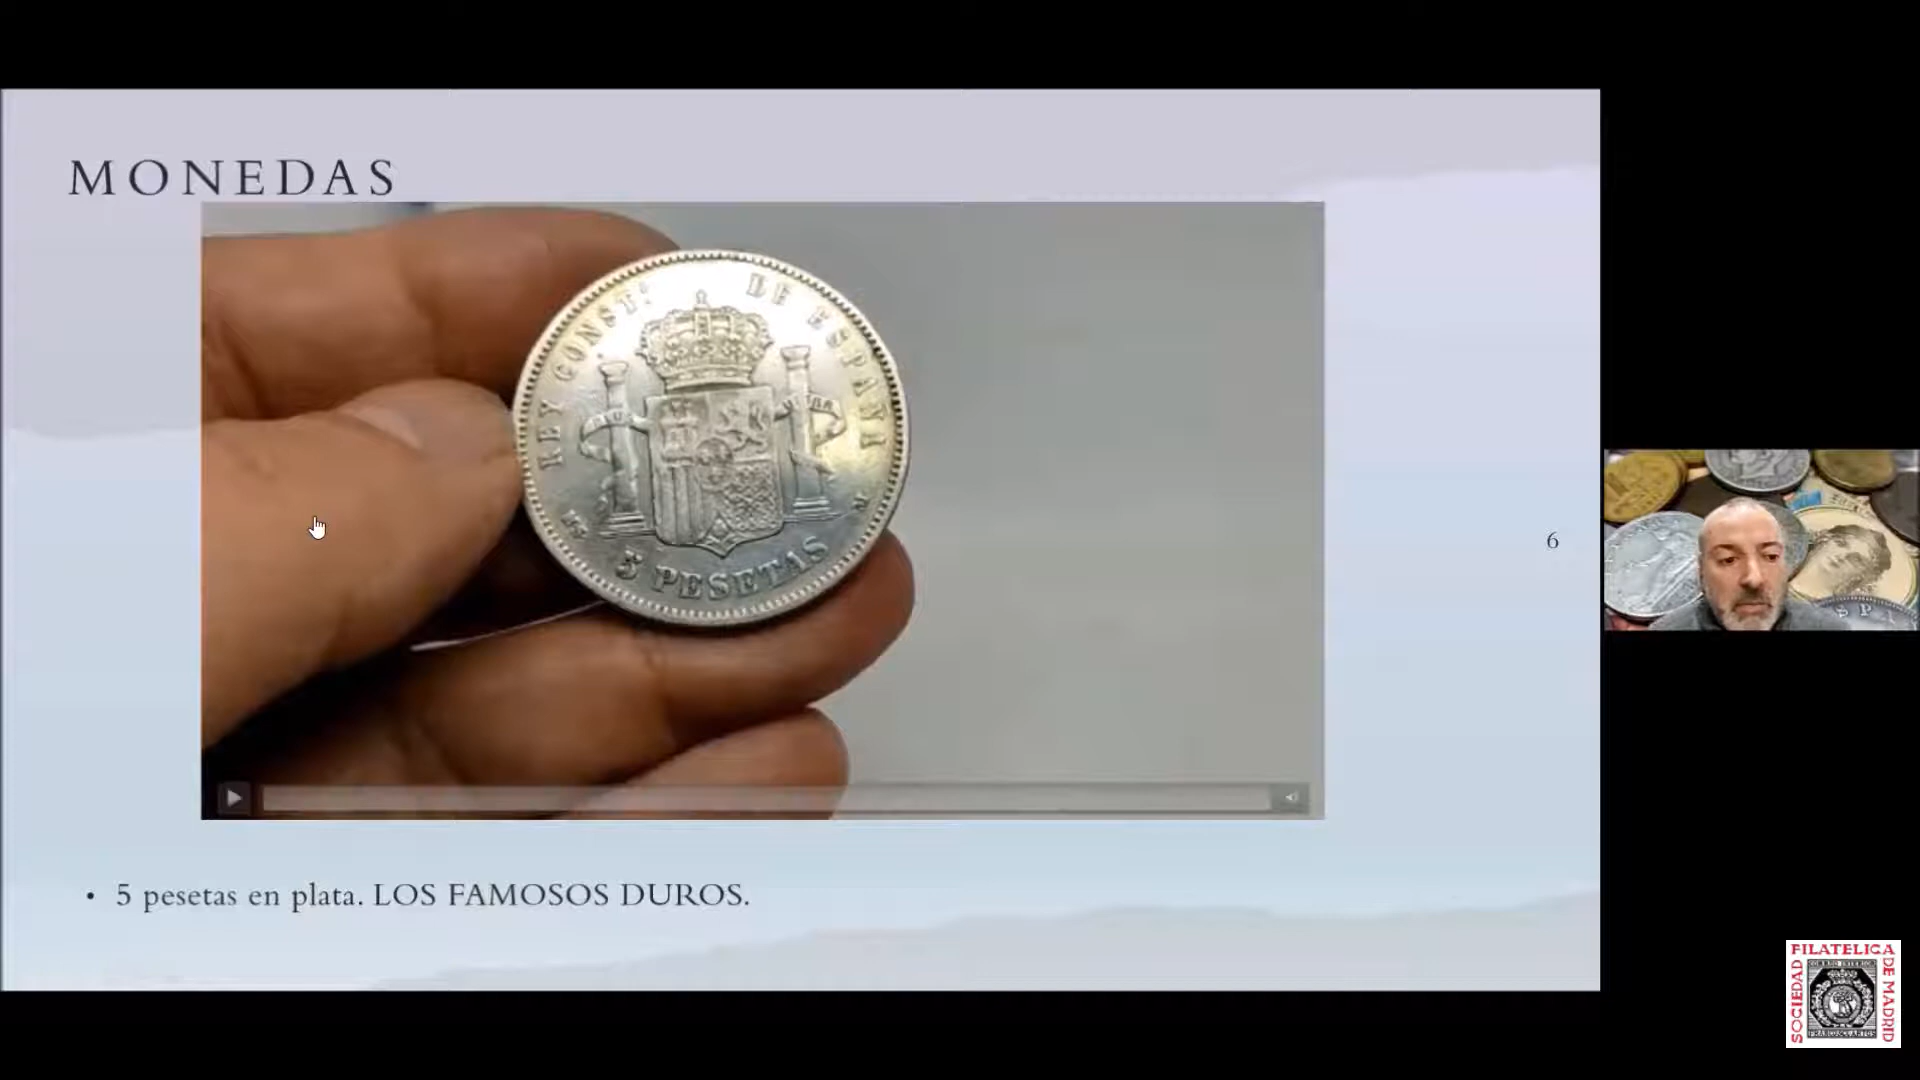 MONEDAS
REY CONST. DE ESPAÑA
5 PESETAS
6
• 5 pesetas en plata. LOS FAMOSOS DUROS.
SOCIEDAD FILATELICA DE MADRID